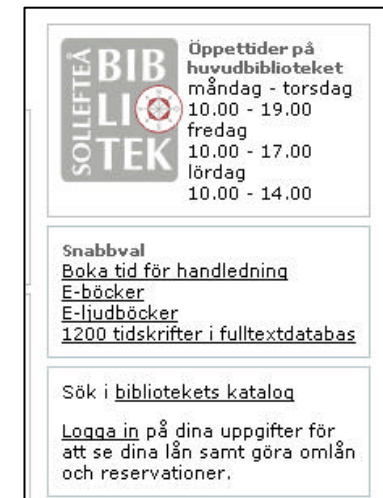 SOLLEFTEÅ
BIB
LI
TEK
Öppettider på
huvudbiblioteket
måndag - torsdag
10.00 - 19.00
fredag
10.00 - 17.00
lördag
10.00 - 14.00
Snabbval
Boka tid för handledning
E-böcker
E-ljudböcker
1200 tidskrifter i fulltextdatabas
Sök i bibliotekets katalog
Logga in på dina uppgifter för
att se dina lån samt göra omlån
och reservationer.